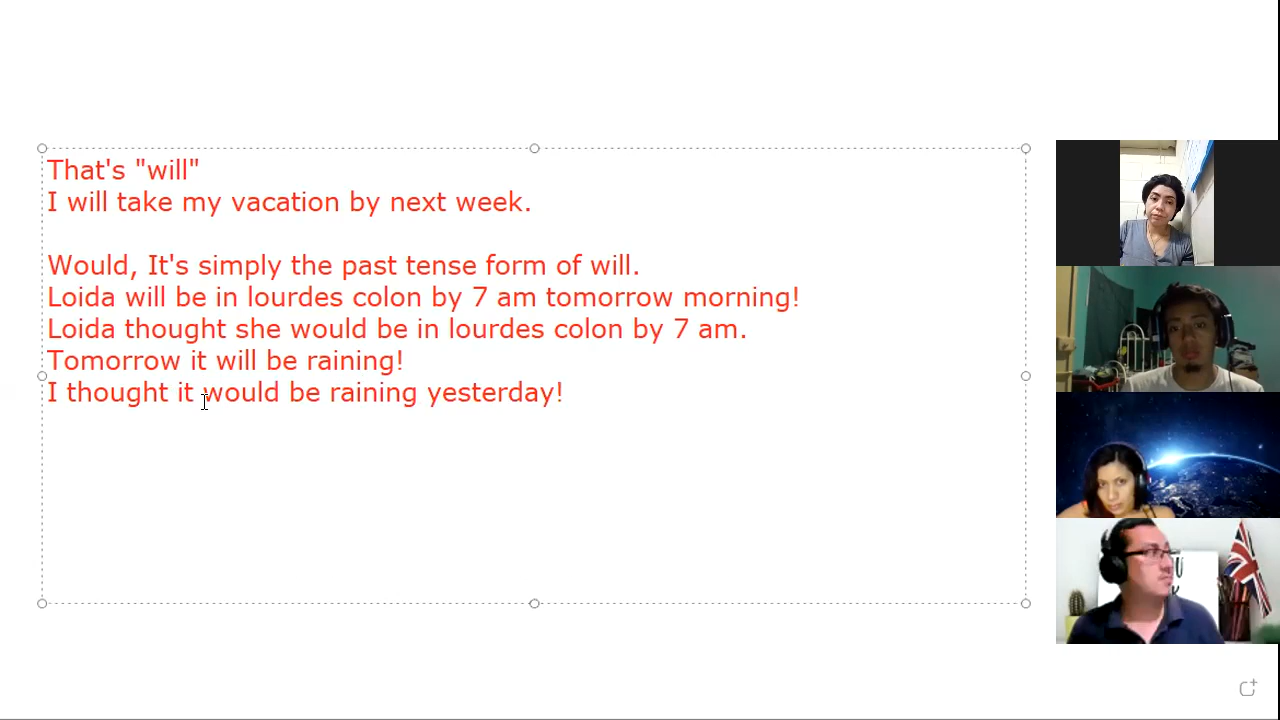 That's "will"
I will take my vacation by next week.
Would, It's simply the past tense form of will.
Loida will be in lourdes colon by 7 am tomorrow morning!
Loida thought she would be in lourdes colon by 7 am.
Tomorrow it will be raining!
I thought it would be raining yesterday!